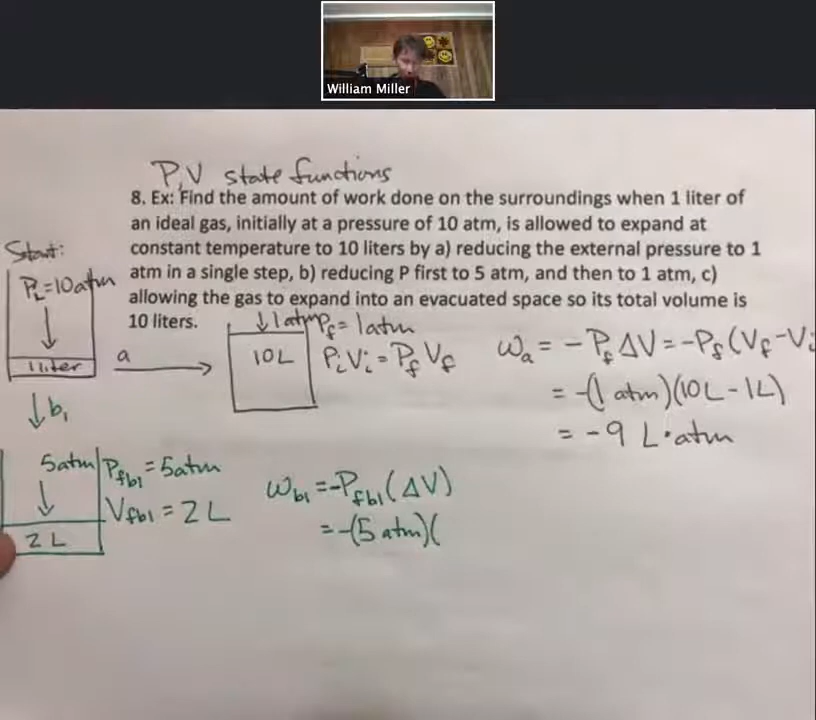 William Miller
P,V state functions
8. Ex: Find the amount of work done on the surroundings when 1 liter of
an ideal gas, initially at a pressure of 10 atm, is allowed to expand at
constant temperature to 10 liters by a) reducing the external pressure to 1
atm in a single step, b) reducing P first to 5 atm, and then to 1 atm, c)
allowing the gas to expand into an evacuated space so its total volume is
10 liters.
Start:
Pi=10atm
1 liter
a
↓1atm Pf= 1atm
10L PiVi=PfVf
wa = -PfΔV = -Pf(Vf-Vi
= -(1 atm)(10L-1L)
= -9 L·atm
↓b1
5atm Pfb1=5atm
Vfb1=2L
2 L
wb1=-Pfb1(ΔV)
=-(5 atm)(